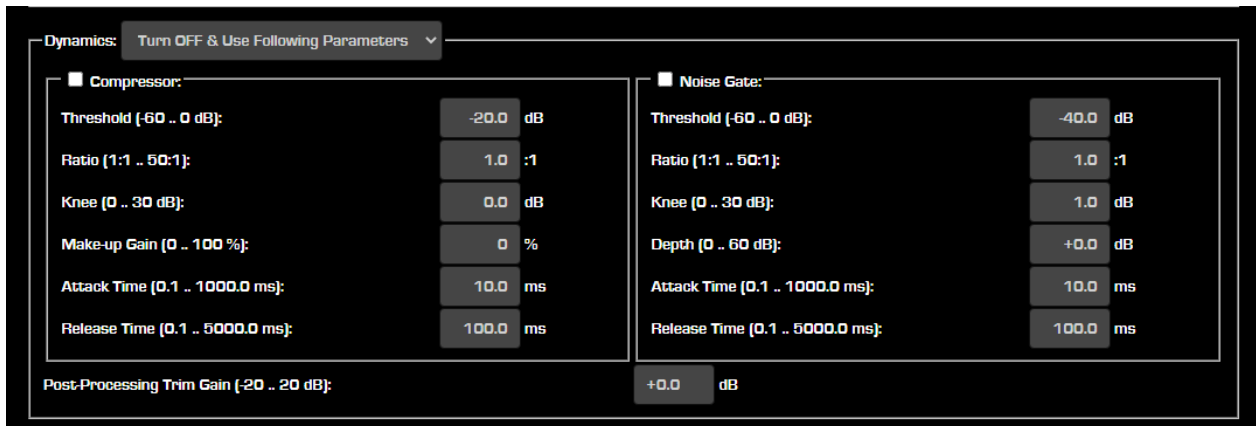 Dynamics: Turn OFF & Use Following Parameters
Compressor:
Threshold (-60 .. 0 dB): -20.0 dB
Ratio (1:1 .. 50:1): 1.0 :1
Knee (0 .. 30 dB): 0.0 dB
Make-up Gain (0 .. 100 %): 0 %
Attack Time (0.1 .. 1000.0 ms): 10.0 ms
Release Time (0.1 .. 5000.0 ms): 100.0 ms
Noise Gate:
Threshold (-60 .. 0 dB): -40.0 dB
Ratio (1:1 .. 50:1): 1.0 :1
Knee (0 .. 30 dB): 1.0 dB
Depth (0 .. 60 dB): +0.0 dB
Attack Time (0.1 .. 1000.0 ms): 10.0 ms
Release Time (0.1 .. 5000.0 ms): 100.0 ms
Post-Processing Trim Gain (-20 .. 20 dB): +0.0 dB